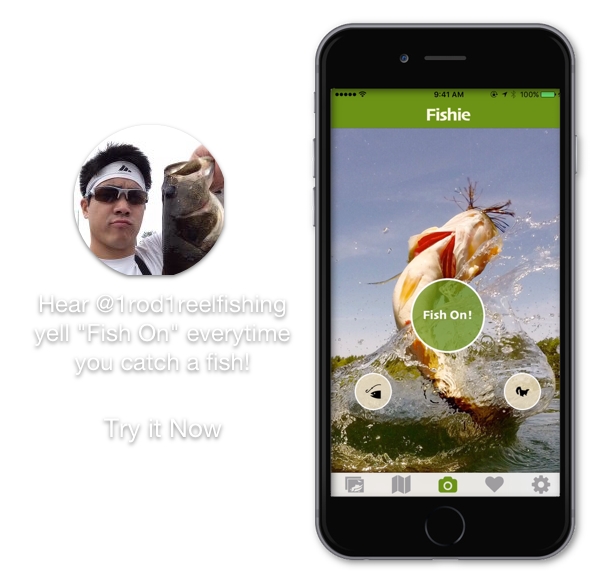 Hear @1rod1reelfishing
yell "Fish On" everytime
you catch a fish!
Try it Now
9:41 AM
100%
Fishie
Fish On!